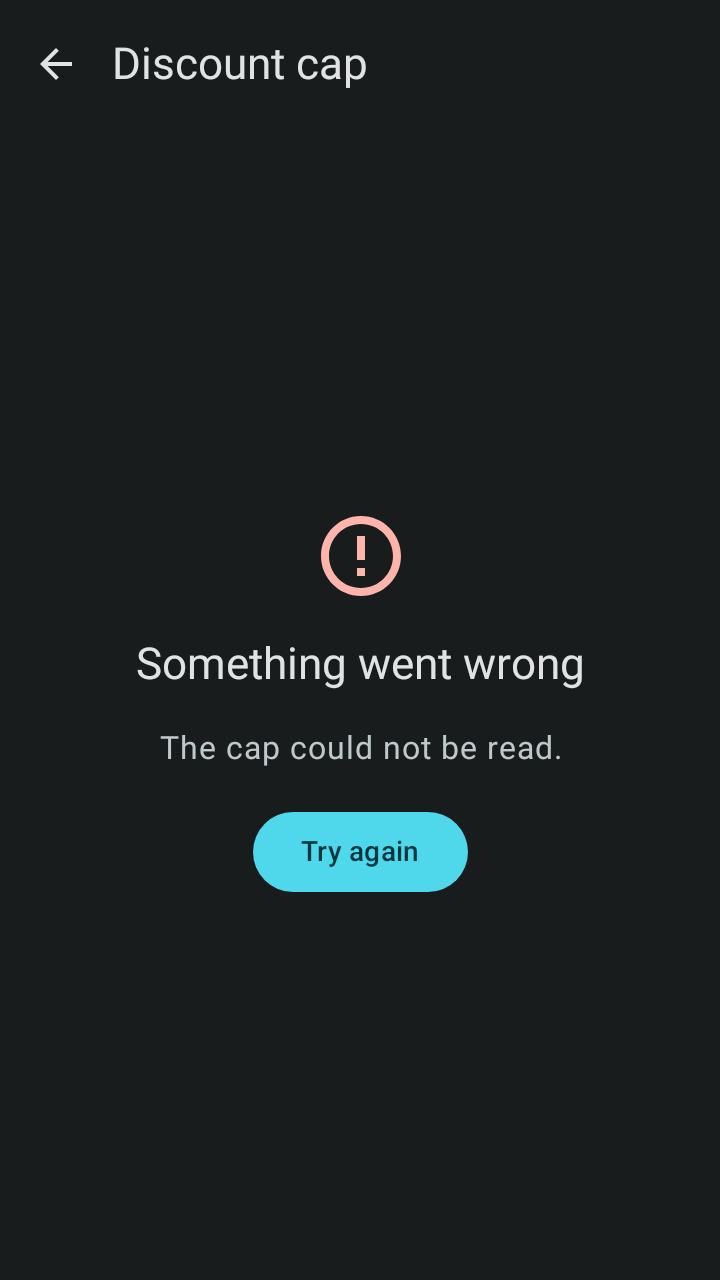 Discount cap
Something went wrong
The cap could not be read.
Try again